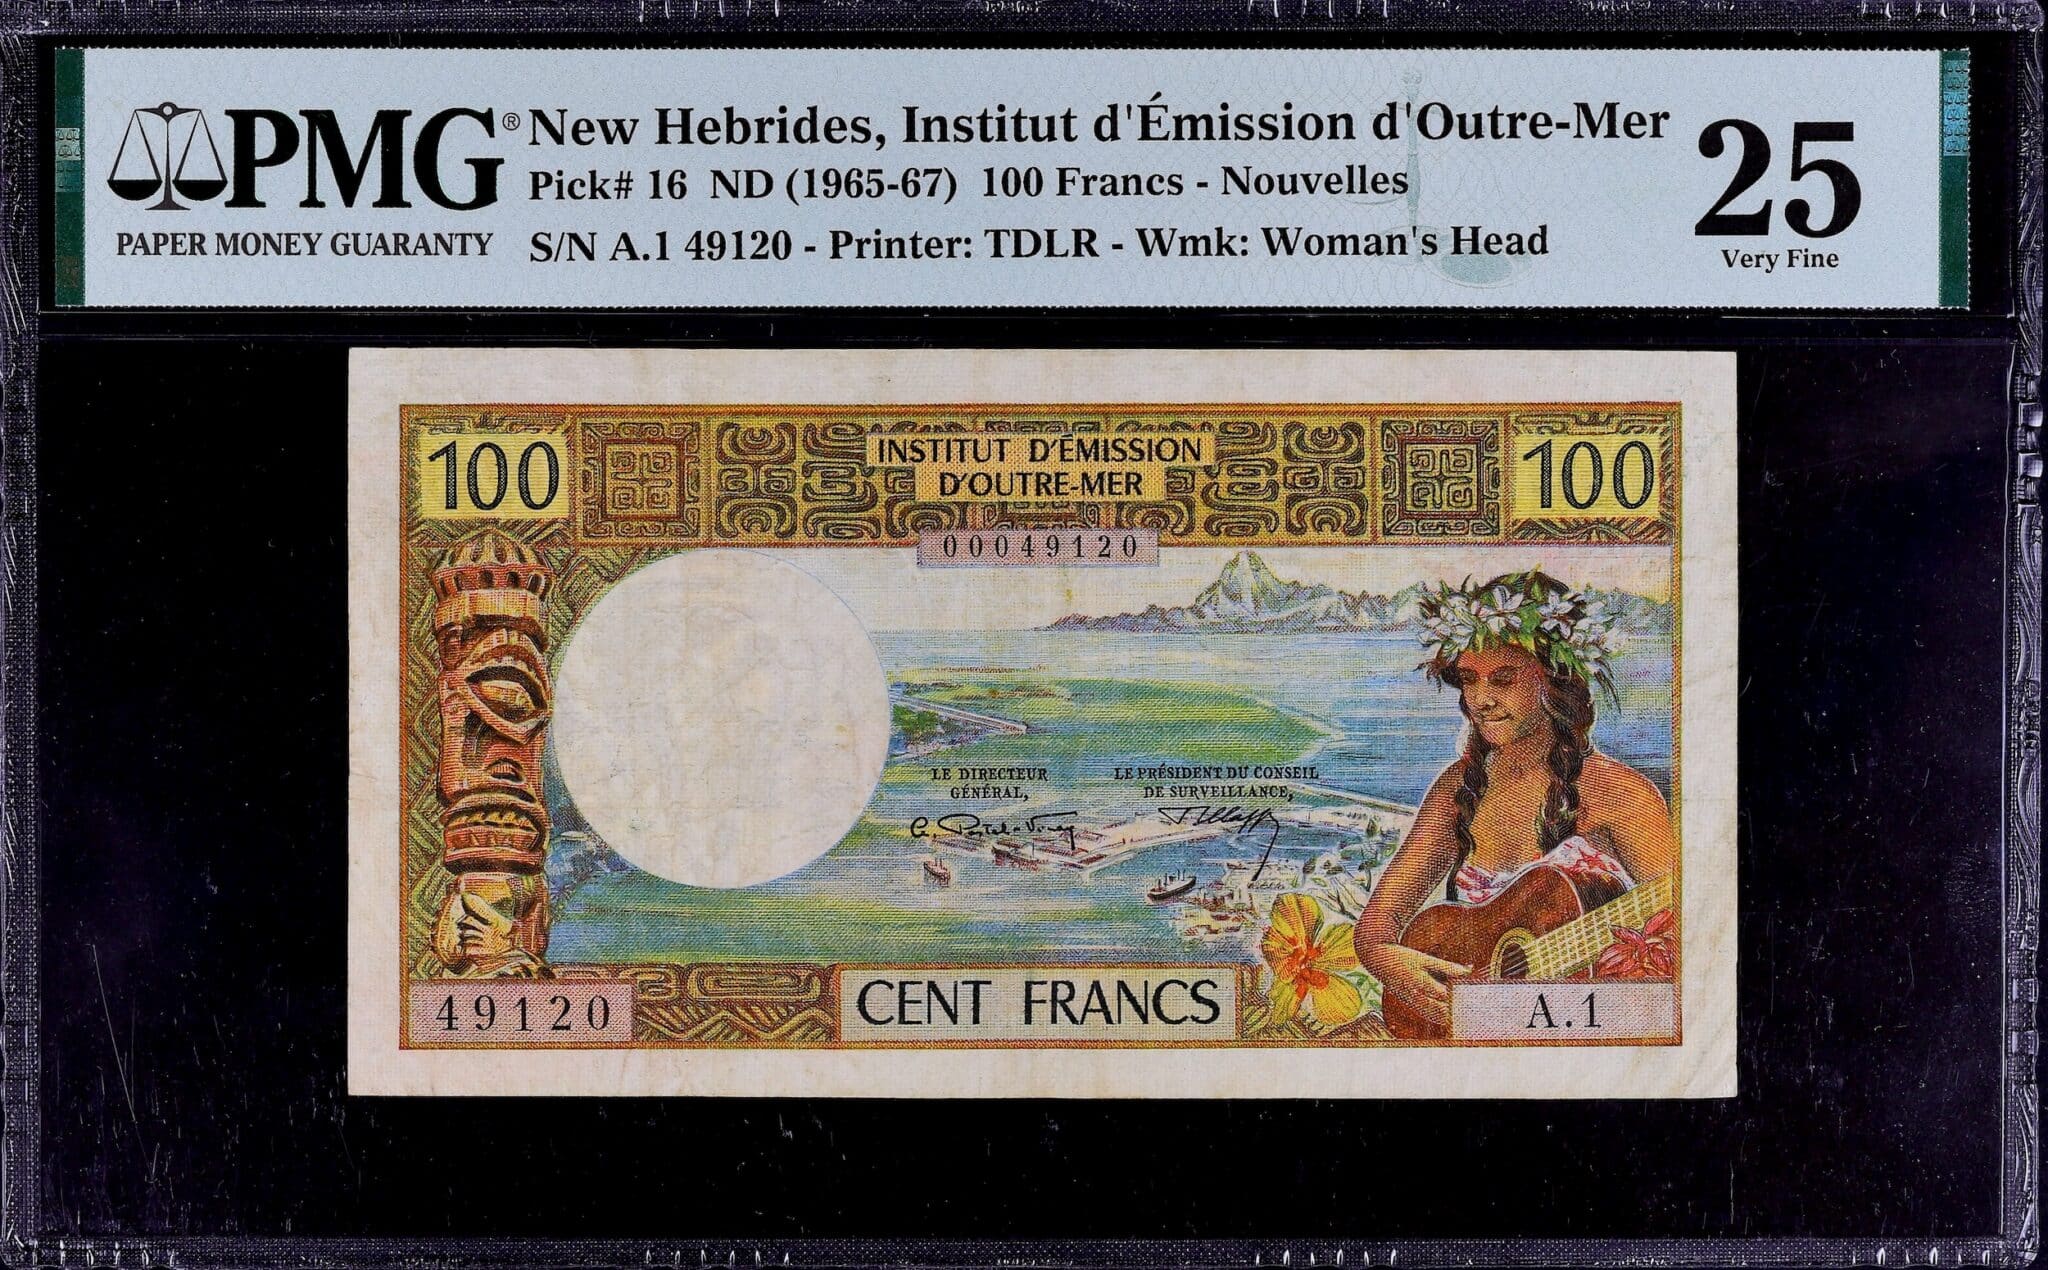 PMG®
PAPER MONEY GUARANTY
New Hebrides, Institut d'Émission d'Outre-Mer
Pick# 16 ND (1965-67) 100 Francs - Nouvelles
S/N A.1 49120 - Printer: TDLR - Wmk: Woman's Head
25
Very Fine
100
INSTITUT D'ÉMISSION
D'OUTRE-MER
100
00049120
LE DIRECTEUR
GÉNÉRAL,
LE PRÉSIDENT DU CONSEIL
DE SURVEILLANCE,
49120
CENT FRANCS
A.1